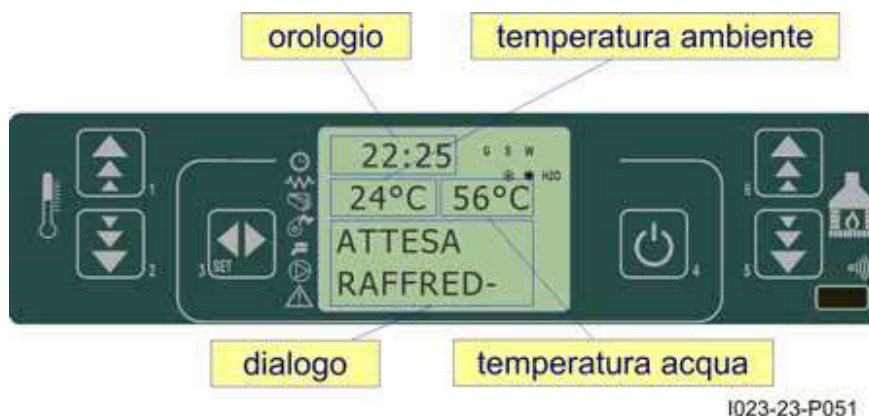 orologio
temperatura ambiente
22:25
G S W
H2O
24°C 56°C
ATTESA
RAFFRED-
1
2
3 SET
4
6
5
dialogo
temperatura acqua
I023-23-P051